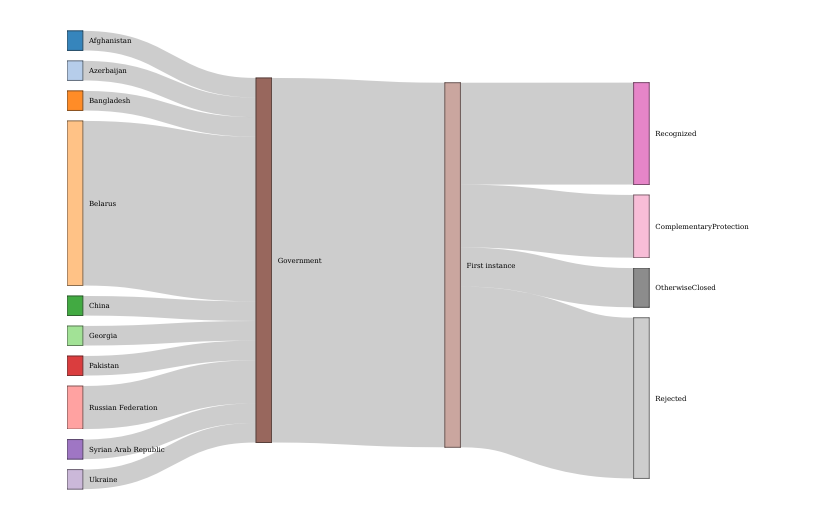 Afghanistan
Azerbaijan
Bangladesh
Belarus
China
Georgia
Pakistan
Russian Federation
Syrian Arab Republic
Ukraine
Government
First instance
Recognized
ComplementaryProtection
OtherwiseClosed
Rejected